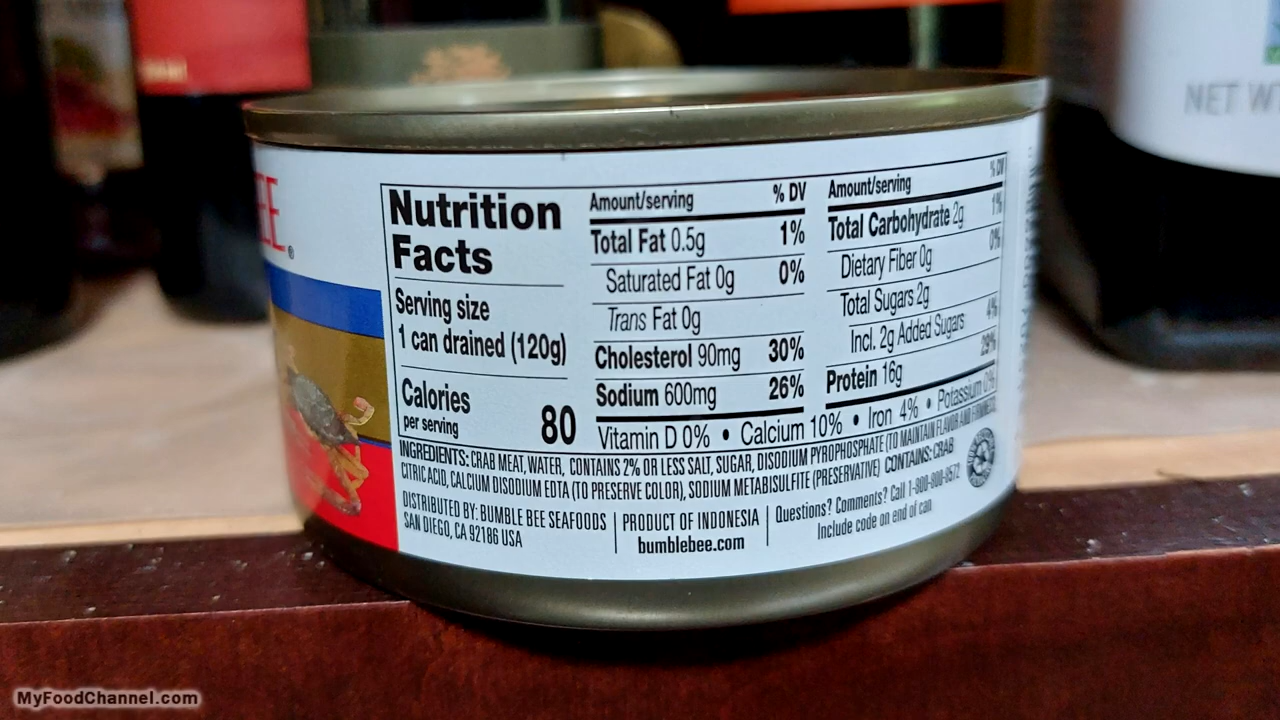 EE®
Nutrition
Facts
Serving size
1 can drained (120g)
Calories
per serving
80
Amount/serving % DV
Total Fat 0.5g 1%
Saturated Fat 0g 0%
Trans Fat 0g
Cholesterol 90mg 30%
Sodium 600mg 26%
Amount/serving % DV
Total Carbohydrate 2g 1%
Dietary Fiber 0g 0%
Total Sugars 2g
Incl. 2g Added Sugars 4%
Protein 16g 29%
Vitamin D 0% • Calcium 10% • Iron 4% • Potassium 0%
INGREDIENTS: CRAB MEAT, WATER, CONTAINS 2% OR LESS SALT, SUGAR, DISODIUM PYROPHOSPHATE (TO MAINTAIN FLAVOR AND FIRMNESS),
CITRIC ACID, CALCIUM DISODIUM EDTA (TO PRESERVE COLOR), SODIUM METABISULFITE (PRESERVATIVE) CONTAINS: CRAB
DISTRIBUTED BY: BUMBLE BEE SEAFOODS
SAN DIEGO, CA 92186 USA
PRODUCT OF INDONESIA
bumblebee.com
Questions? Comments? Call 1-800-800-8572
Include code on end of can
NET WT
MyFoodChannel.com